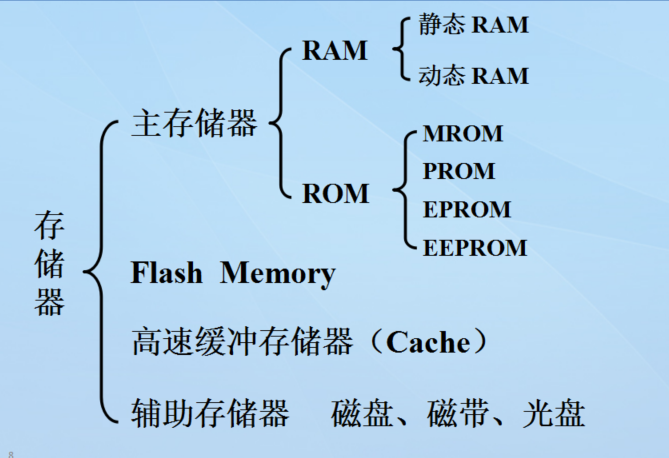 存储器
主存储器
RAM
静态 RAM
动态 RAM
ROM
MROM
PROM
EPROM
EEPROM
Flash Memory
高速缓冲存储器（Cache）
辅助存储器 磁盘、磁带、光盘
8